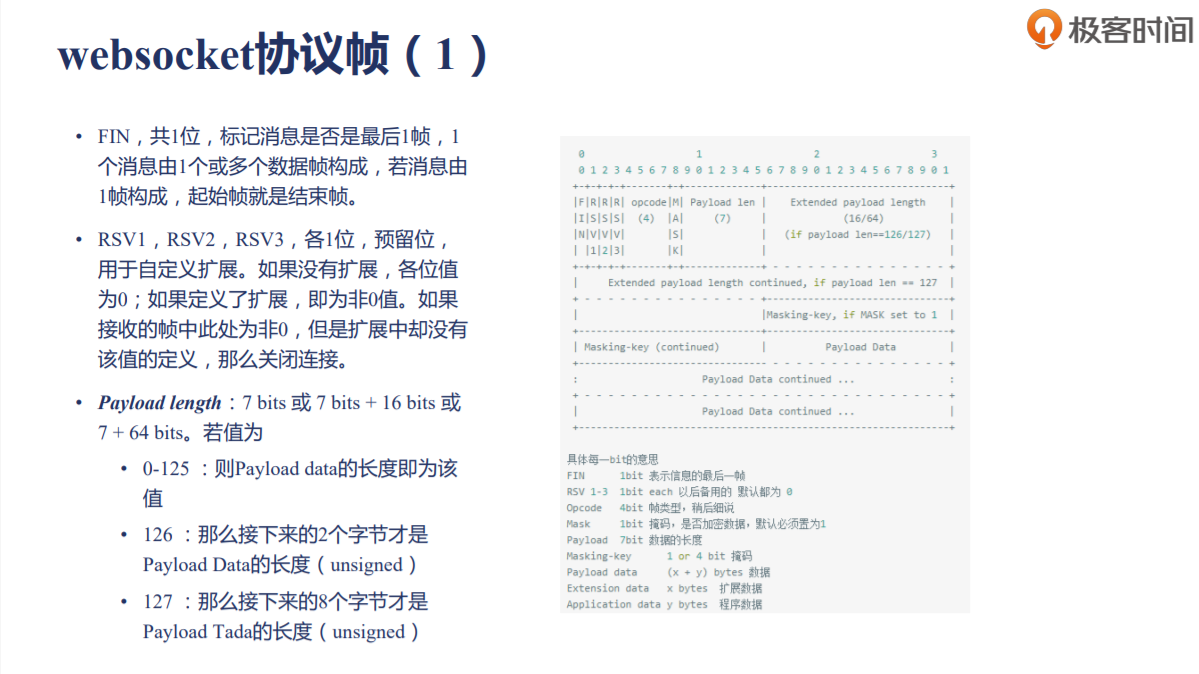 极客时间
websocket协议帧（1）
• FIN，共1位，标记消息是否是最后1帧，1
个消息由1个或多个数据帧构成，若消息由
1帧构成，起始帧就是结束帧。
• RSV1，RSV2，RSV3，各1位，预留位，
用于自定义扩展。如果没有扩展，各位值
为0；如果定义了扩展，即为非0值。如果
接收的帧中此处为非0，但是扩展中却没有
该值的定义，那么关闭连接。
• Payload length：7 bits 或 7 bits + 16 bits 或
7 + 64 bits。若值为
• 0-125 ：则Payload data的长度即为该
值
• 126 ：那么接下来的2个字节才是
Payload Data的长度（unsigned）
• 127 ：那么接下来的8个字节才是
Payload Tada的长度（unsigned）
 0                   1                   2                   3
 0 1 2 3 4 5 6 7 8 9 0 1 2 3 4 5 6 7 8 9 0 1 2 3 4 5 6 7 8 9 0 1
+-+-+-+-+-------+-+-------------+-------------------------------+
|F|R|R|R| opcode|M| Payload len |    Extended payload length    |
|I|S|S|S|  (4)  |A|     (7)     |             (16/64)           |
|N|V|V|V|       |S|             |   (if payload len==126/127)   |
| |1|2|3|       |K|             |                               |
+-+-+-+-+-------+-+-------------+ - - - - - - - - - - - - - - - +
|     Extended payload length continued, if payload len == 127  |
+ - - - - - - - - - - - - - - - +-------------------------------+
|                               |Masking-key, if MASK set to 1  |
+-------------------------------+-------------------------------+
| Masking-key (continued)       |          Payload Data         |
+-------------------------------- - - - - - - - - - - - - - - - +
:                     Payload Data continued ...                :
+ - - - - - - - - - - - - - - - - - - - - - - - - - - - - - - - +
|                     Payload Data continued ...                |
+---------------------------------------------------------------+
具体每一bit的意思
FIN      1bit 表示信息的最后一帧
RSV 1-3  1bit each 以后备用的 默认都为 0
Opcode   4bit 帧类型，稍后细说
Mask     1bit 掩码，是否加密数据，默认必须置为1
Payload  7bit 数据的长度
Masking-key      1 or 4 bit 掩码
Payload data     (x + y) bytes 数据
Extension data   x bytes  扩展数据
Application data y bytes  程序数据